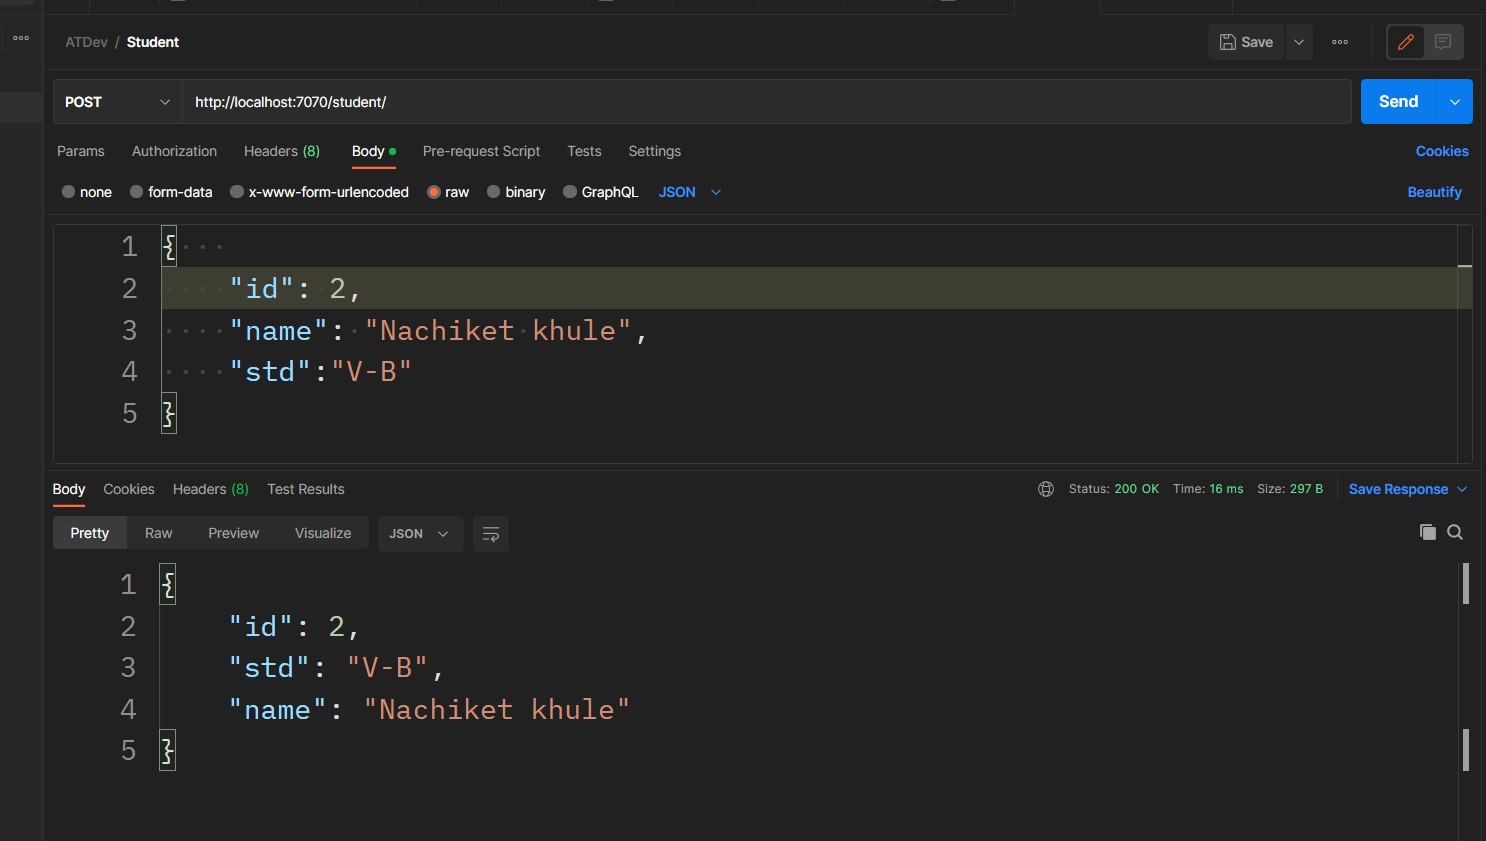 ATDev / Student
Save
POST http://localhost:7070/student/ Send
Params Authorization Headers (8) Body Pre-request Script Tests Settings Cookies
none form-data x-www-form-urlencoded raw binary GraphQL JSON Beautify
1 {
2 "id": 2,
3 "name": "Nachiket khule",
4 "std":"V-B"
5 }
Body Cookies Headers (8) Test Results Status: 200 OK Time: 16 ms Size: 297 B Save Response
Pretty Raw Preview Visualize JSON
1 {
2 "id": 2,
3 "std": "V-B",
4 "name": "Nachiket khule"
5 }